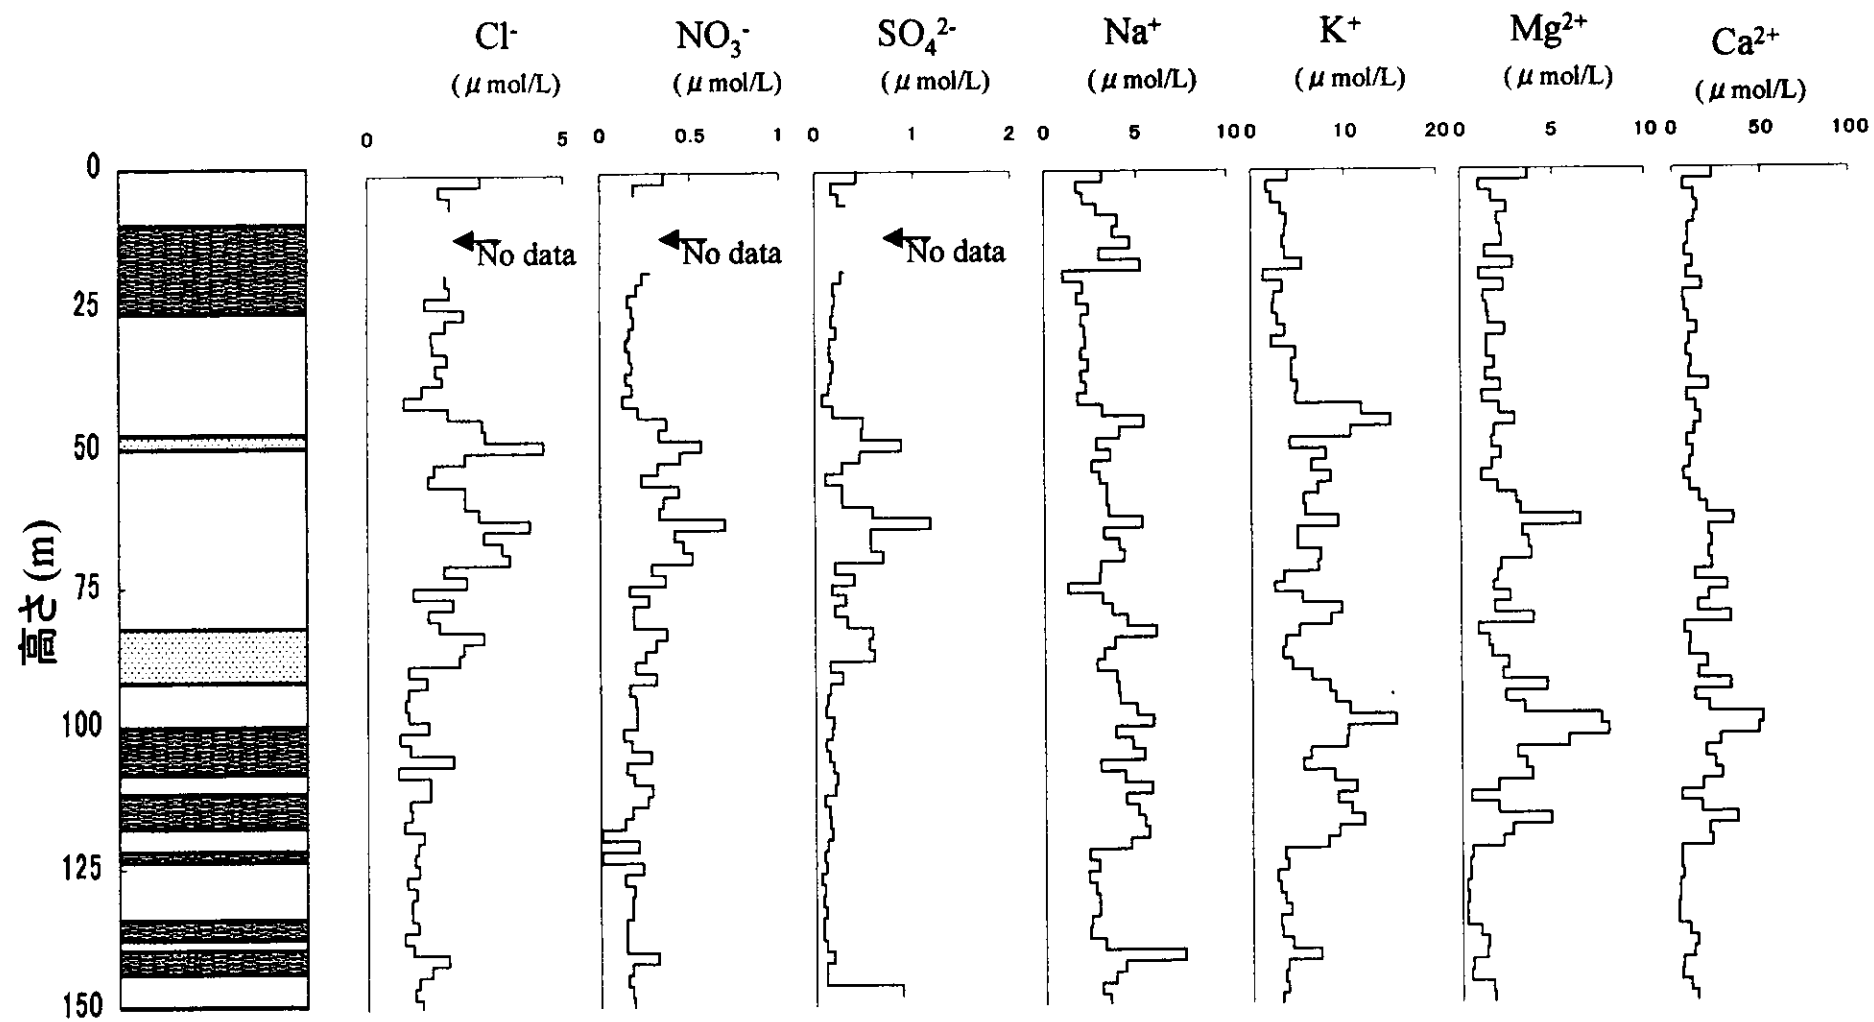 Cl⁻ NO₃⁻ SO₄²⁻ Na⁺ K⁺ Mg²⁺ Ca²⁺
(μ mol/L) (μ mol/L) (μ mol/L) (μ mol/L) (μ mol/L) (μ mol/L) (μ mol/L)
0 5 0 0.5 1 0 1 2 0 5 10 0 10 20 0 5 10 0 50 100
0
No data No data No data
25
50
75
100
125
150
高さ (m)